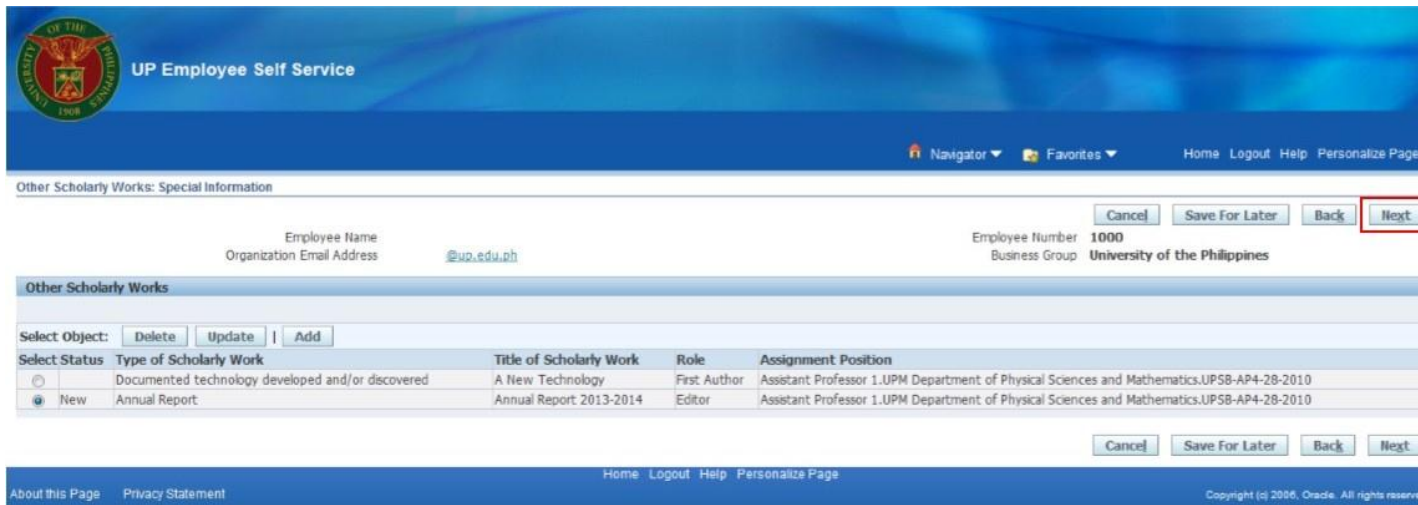 OF THE
UNIVERSITY
PHILIPPINES
1908
UP Employee Self Service
Navigator Favorites Home Logout Help Personalize Page
Other Scholarly Works: Special Information
Cancel Save For Later Back Next
Employee Name Employee Number 1000
Organization Email Address @up.edu.ph Business Group University of the Philippines
Other Scholarly Works
Select Object: Delete Update | Add
Select Status Type of Scholarly Work Title of Scholarly Work Role Assignment Position
Documented technology developed and/or discovered A New Technology First Author Assistant Professor 1.UPM Department of Physical Sciences and Mathematics.UPSB-AP4-28-2010
New Annual Report Annual Report 2013-2014 Editor Assistant Professor 1.UPM Department of Physical Sciences and Mathematics.UPSB-AP4-28-2010
Cancel Save For Later Back Next
Home Logout Help Personalize Page
About this Page Privacy Statement Copyright (c) 2006, Oracle. All rights reserve